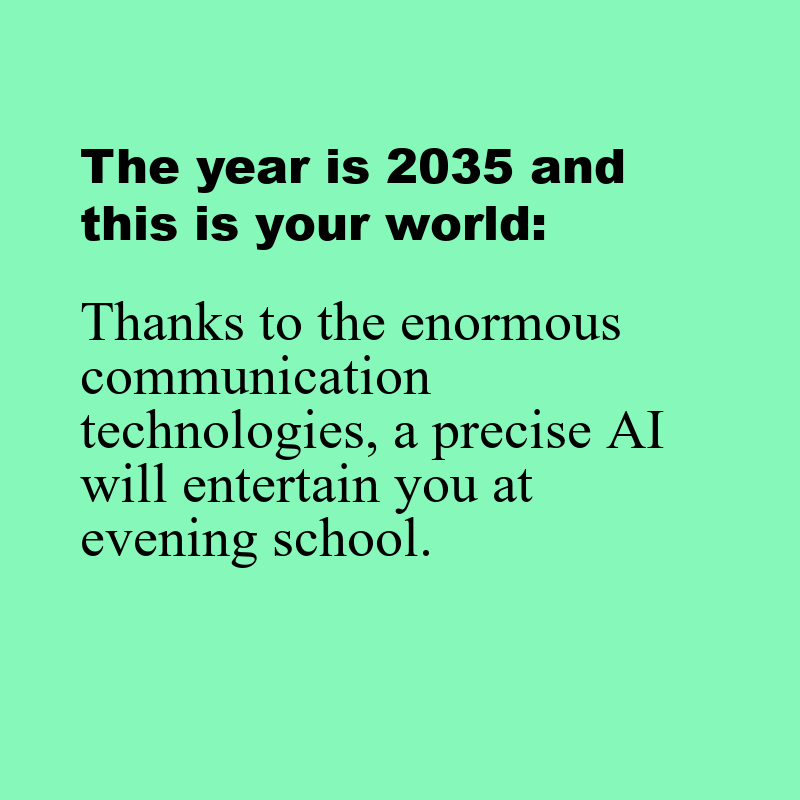 The year is 2035 and
this is your world:
Thanks to the enormous
communication
technologies, a precise AI
will entertain you at
evening school.